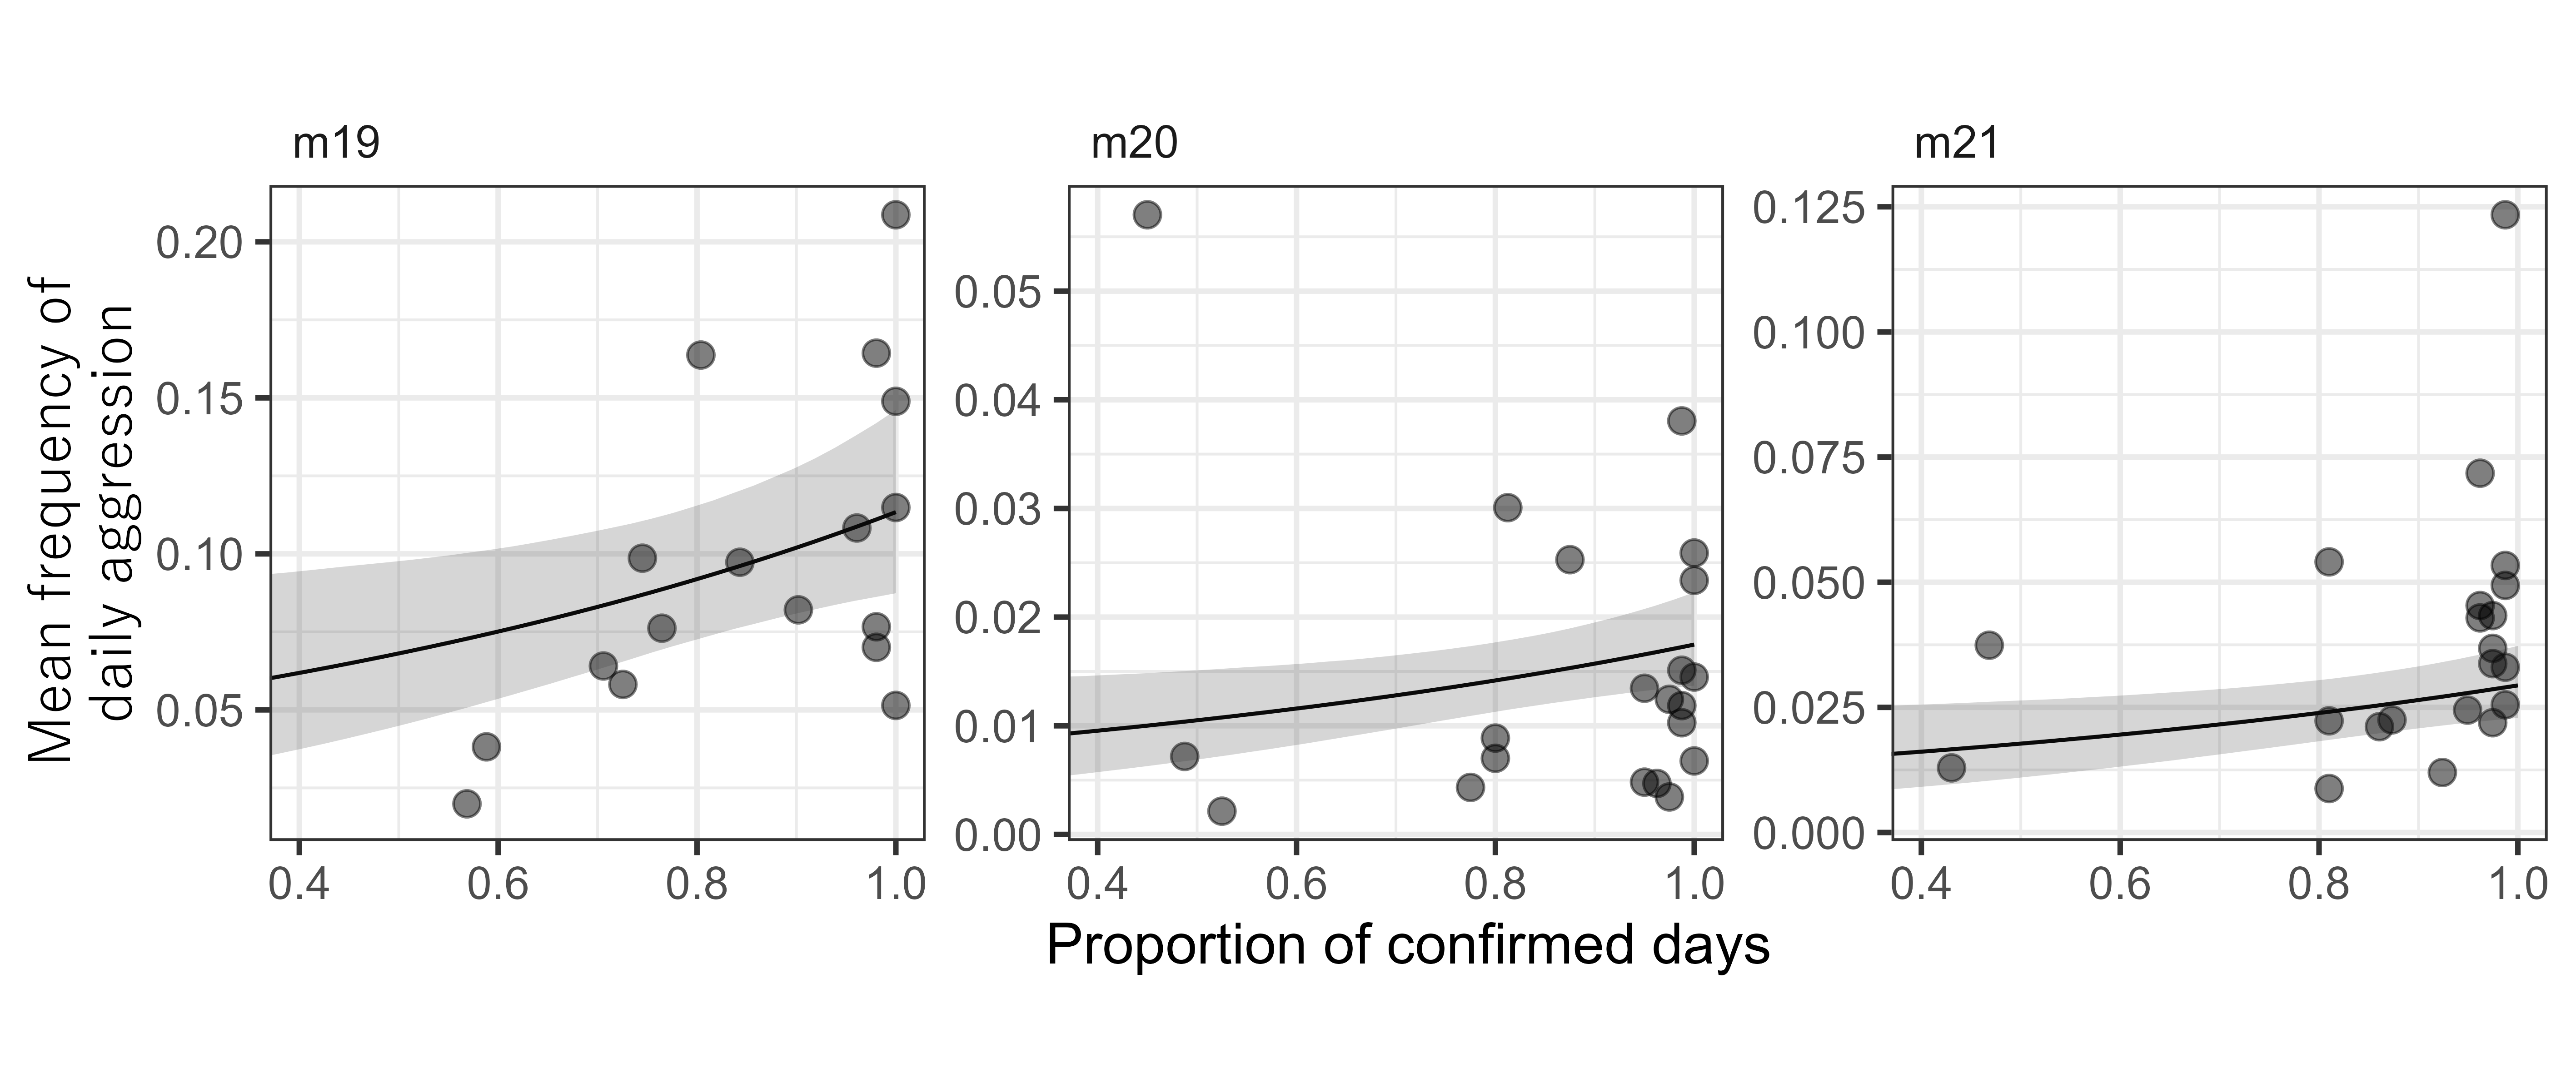 m19
m20
m21
Mean frequency of
daily aggression
0.20
0.15
0.10
0.05
0.05
0.04
0.03
0.02
0.01
0.00
0.125
0.100
0.075
0.050
0.025
0.000
0.4 0.6 0.8 1.0
0.4 0.6 0.8 1.0
0.4 0.6 0.8 1.0
Proportion of confirmed days